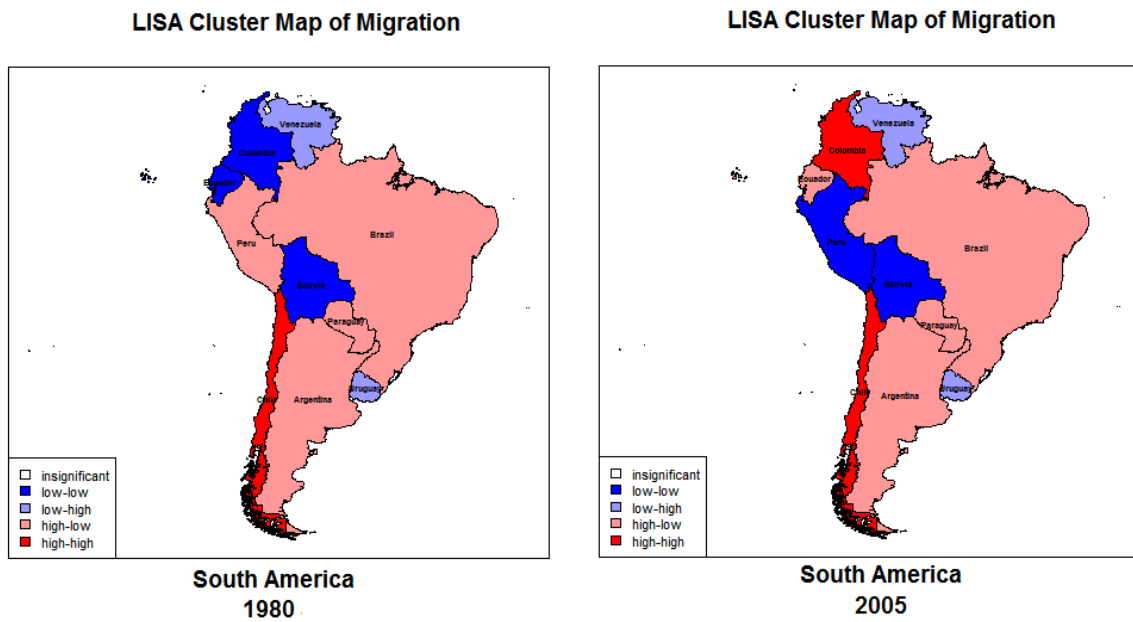 LISA Cluster Map of Migration
Venezuela
Colombia
Ecuador
Peru
Brazil
Bolivia
Paraguay
Uruguay
Chile
Argentina
insignificant
low-low
low-high
high-low
high-high
South America
1980
LISA Cluster Map of Migration
Venezuela
Colombia
Ecuador
Peru
Brazil
Bolivia
Paraguay
Uruguay
Chile
Argentina
insignificant
low-low
low-high
high-low
high-high
South America
2005